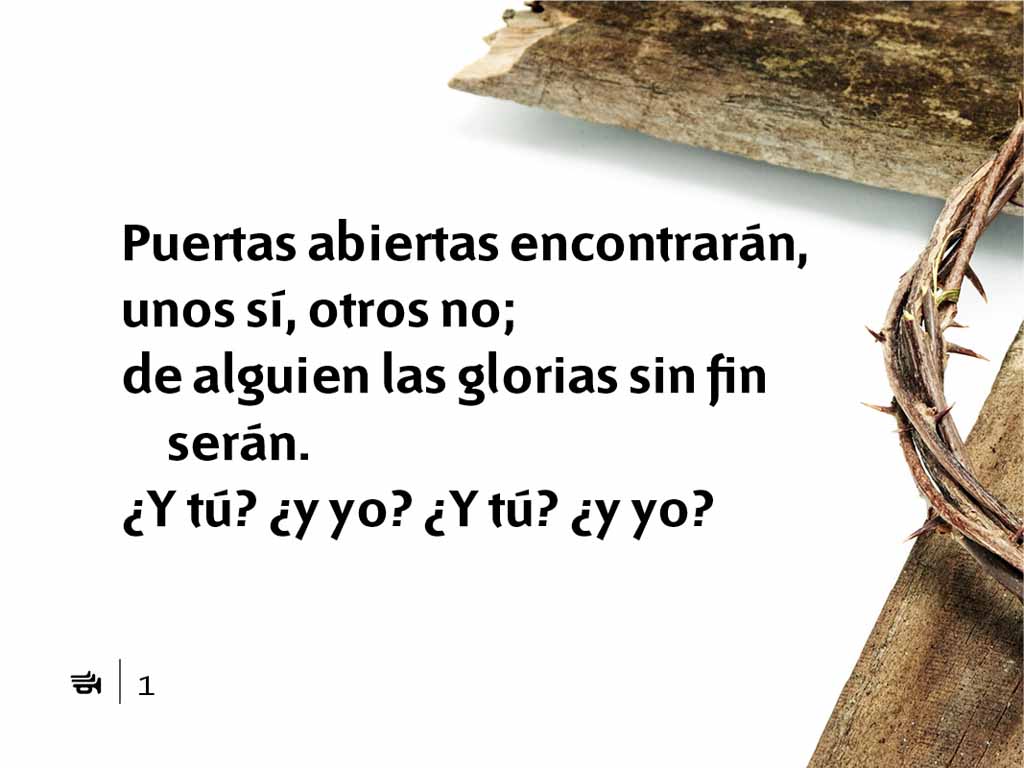 Puertas abiertas encontrarán,
unos sí, otros no;
de alguien las glorias sin fin
serán.
¿Y tú? ¿y yo? ¿Y tú? ¿y yo?
1